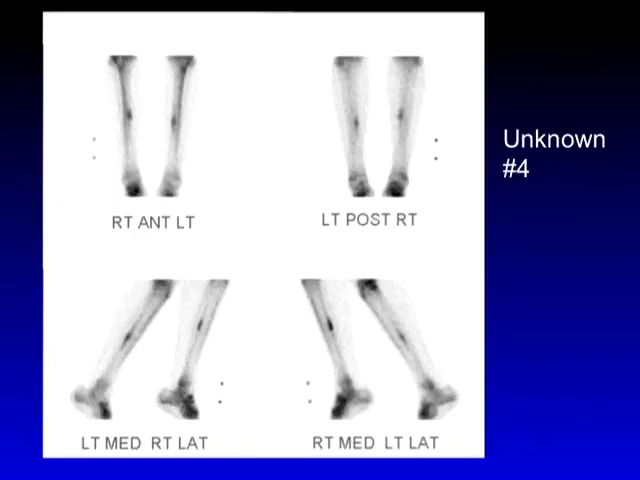 Unknown
#4
RT ANT LT
LT POST RT
LT MED RT LAT
RT MED LT LAT